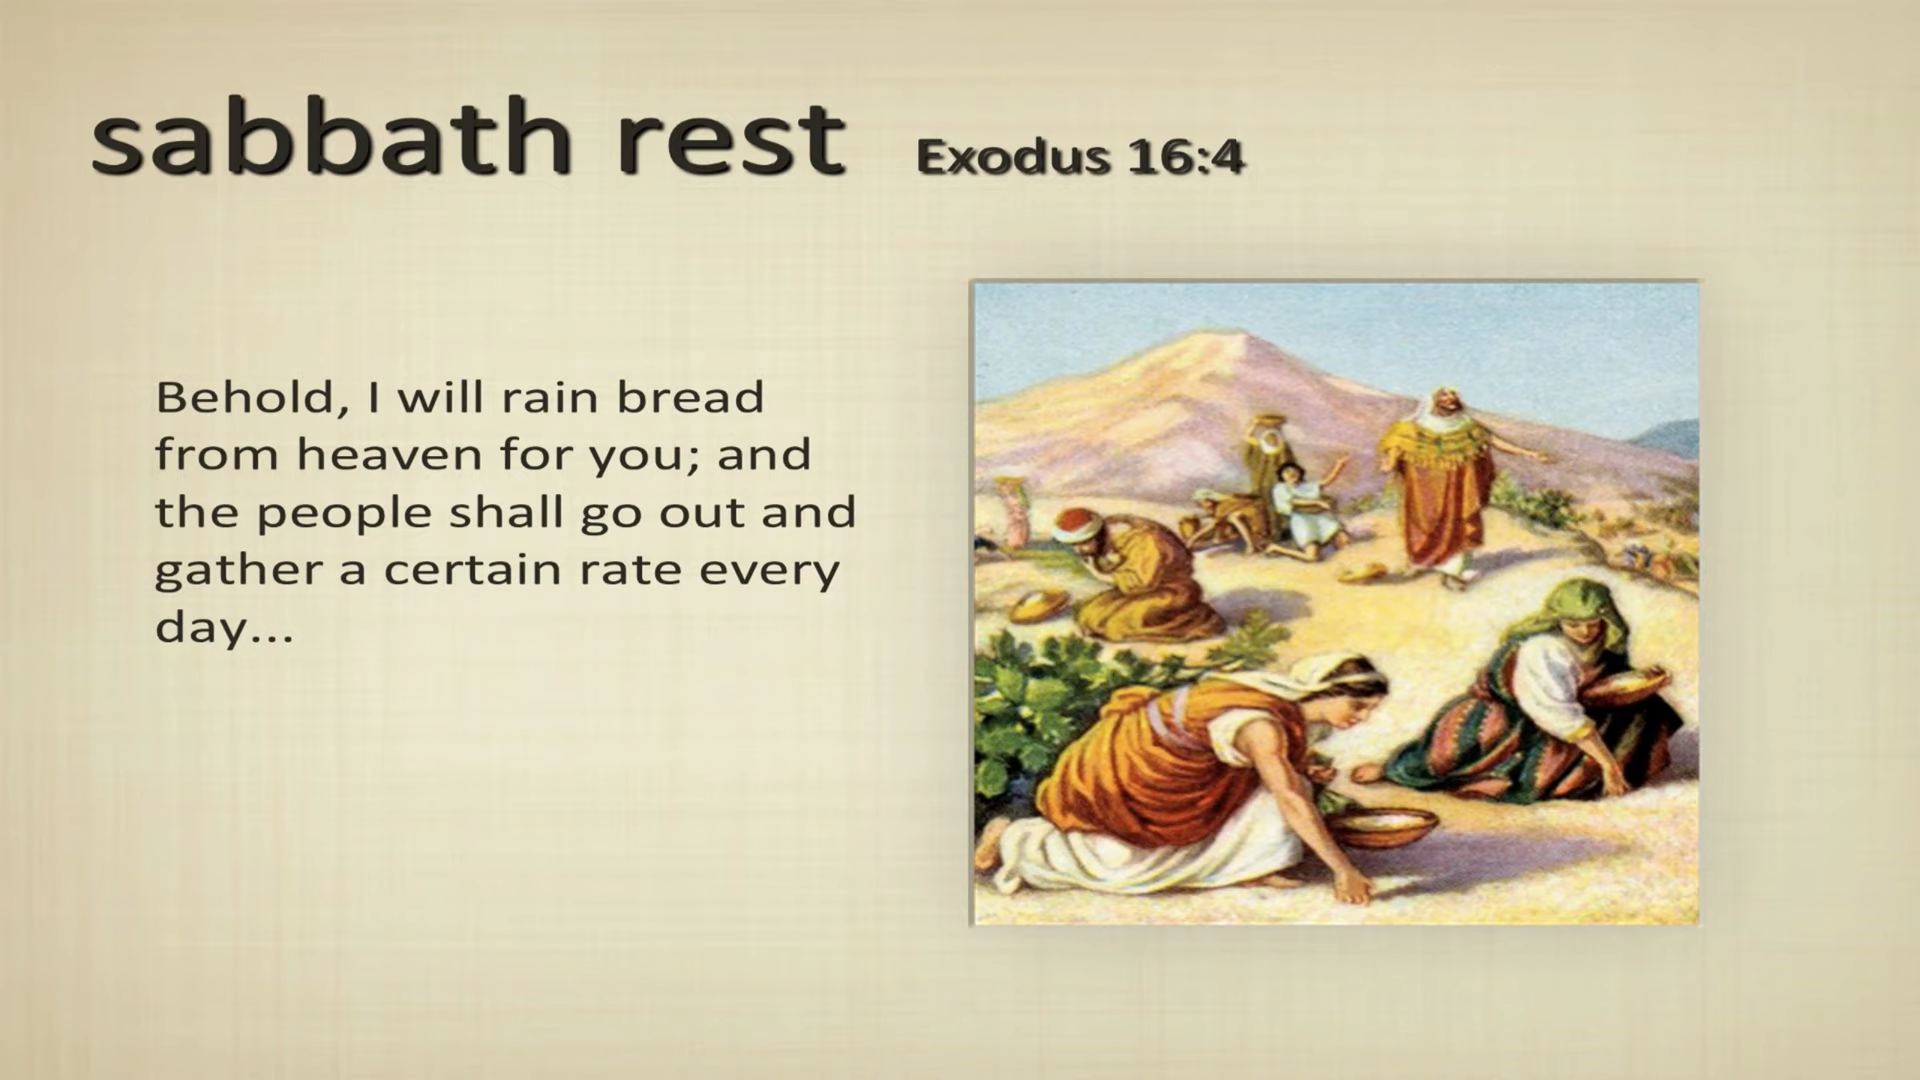 sabbath rest Exodus 16:4
Behold, I will rain bread
from heaven for you; and
the people shall go out and
gather a certain rate every
day...